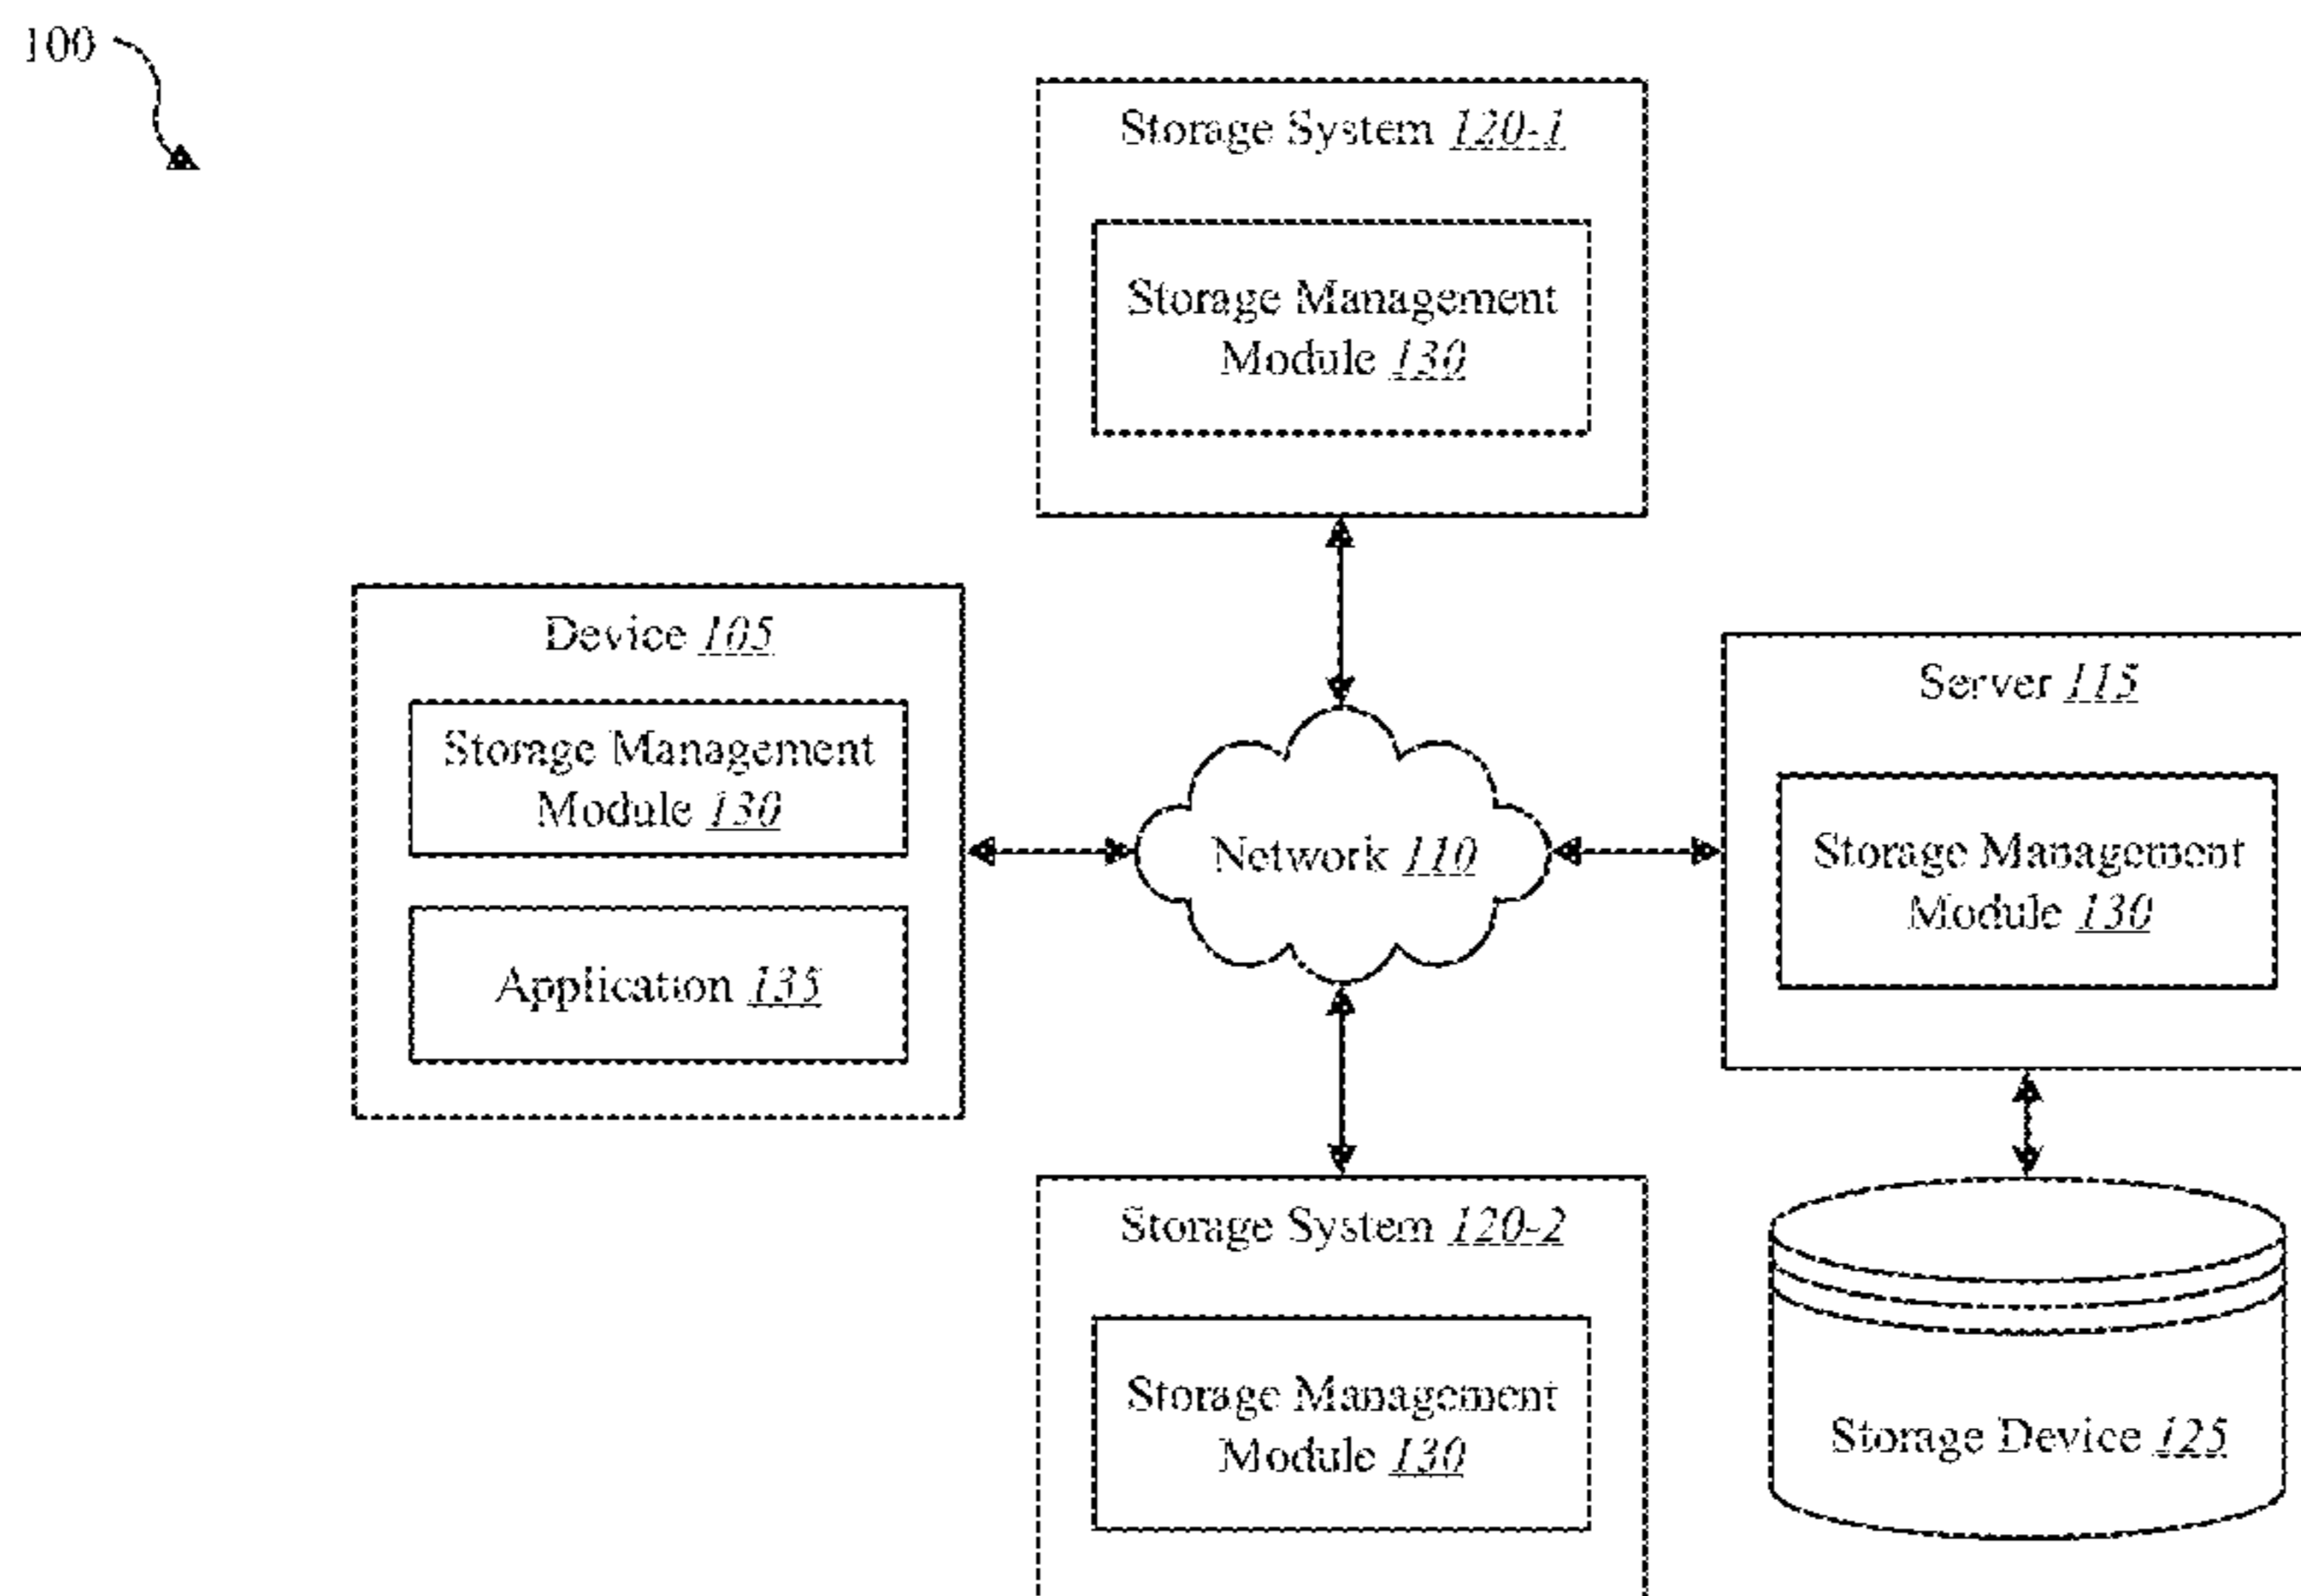 100
Storage System 120-1
Storage Management
Module 130
Device 105
Storage Management
Module 130
Application 135
Network 110
Server 115
Storage Management
Module 130
Storage System 120-2
Storage Management
Module 130
Storage Device 125